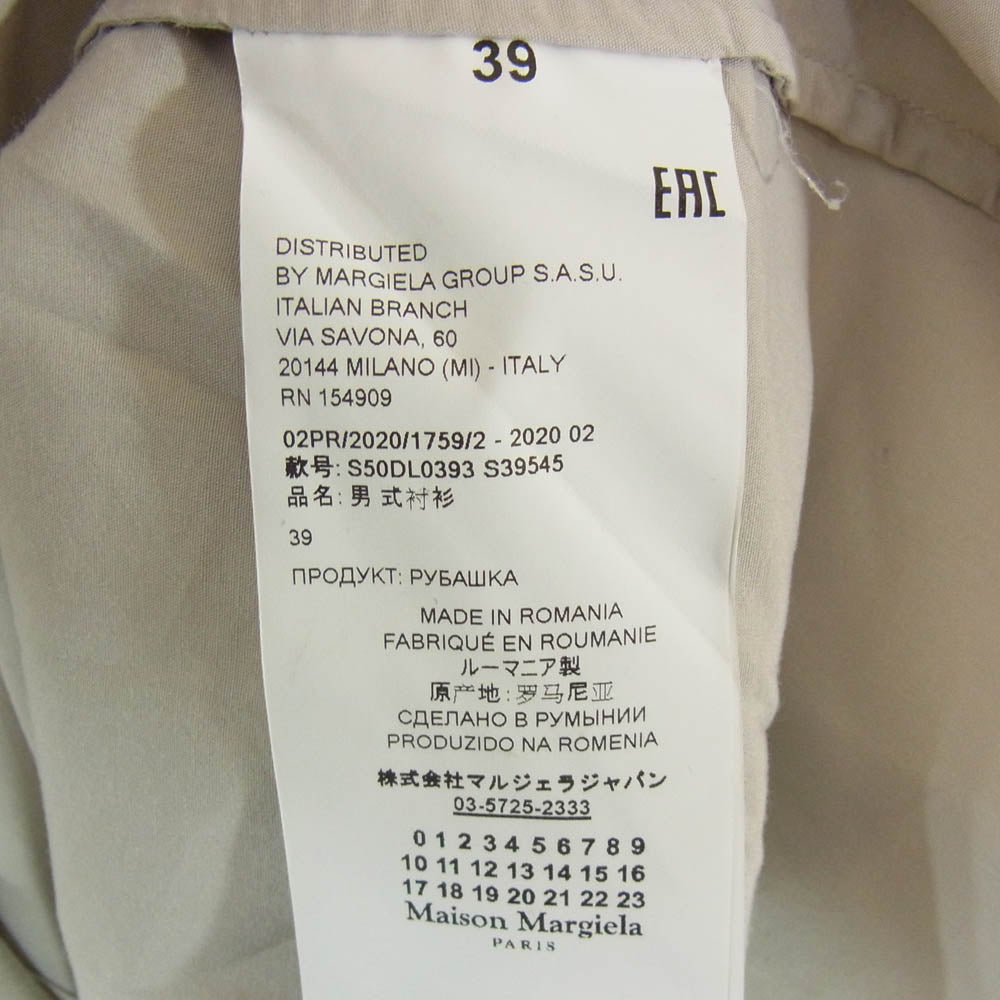 39
EAC
DISTRIBUTED
BY MARGIELA GROUP S.A.S.U.
ITALIAN BRANCH
VIA SAVONA, 60
20144 MILANO (MI) - ITALY
RN 154909
02PR/2020/1759/2 - 2020 02
款号: S50DL0393 S39545
品名: 男 式衬衫
39
ПРОДУКТ: РУБАШКА
MADE IN ROMANIA
FABRIQUÉ EN ROUMANIE
ルーマニア製
原产地: 罗马尼亚
СДЕЛАНО В РУМЫНИИ
PRODUZIDO NA ROMENIA
株式会社マルジェラジャパン
03-5725-2333
0 1 2 3 4 5 6 7 8 9
10 11 12 13 14 15 16
17 18 19 20 21 22 23
Maison Margiela
PARIS